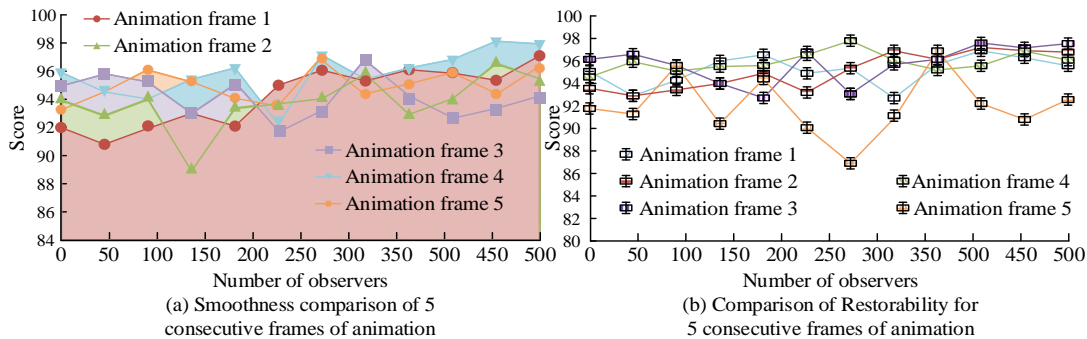 100
98
96
94
92
90
88
86
84
Score
Animation frame 1
Animation frame 2
Animation frame 3
Animation frame 4
Animation frame 5
0 50 100 150 200 250 300 350 400 450 500
Number of observers
(a) Smoothness comparison of 5
consecutive frames of animation
100
98
96
94
92
90
88
86
84
82
80
Score
Animation frame 1
Animation frame 2
Animation frame 3
Animation frame 4
Animation frame 5
0 50 100 150 200 250 300 350 400 450 500
Number of observers
(b) Comparison of Restorability for
5 consecutive frames of animation